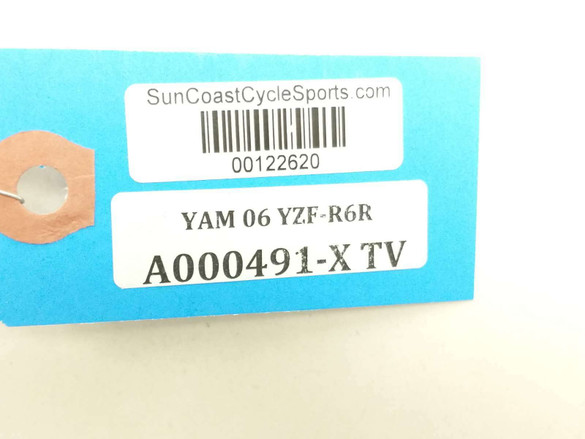 SunCoastCycleSports.com
00122620
YAM 06 YZF-R6R
A000491-X TV